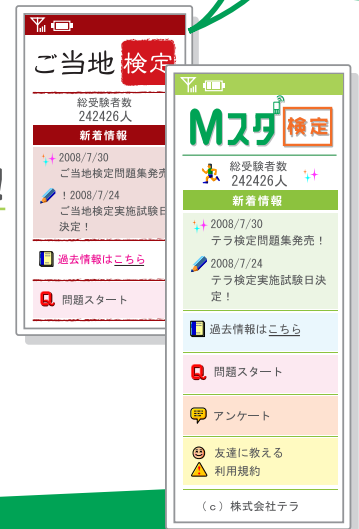 ご当地 検定
総受験者数
242426人
新着情報
2008/7/30
ご当地検定問題集発売
！2008/7/24
ご当地検定実施試験日
決定！
過去情報はこちら
問題スタート
Mスタ 検定
総受験者数
242426人
新着情報
2008/7/30
テラ検定問題集発売！
2008/7/24
テラ検定実施試験日決
定！
過去情報はこちら
問題スタート
アンケート
友達に教える
利用規約
（ｃ）株式会社テラ